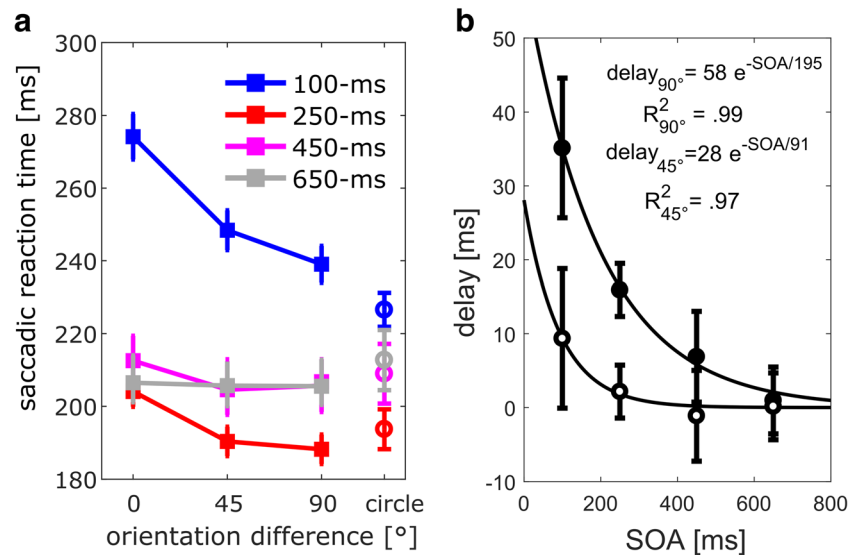 a
saccadic reaction time [ms]
300
280
260
240
220
200
180
100-ms
250-ms
450-ms
650-ms
0
45
90
circle
orientation difference [°]
b
delay [ms]
50
40
30
20
10
0
-10
delay90°= 58 e-SOA/195
R290° = .99
delay45°=28 e-SOA/91
R245°= .97
0
200
400
600
800
SOA [ms]